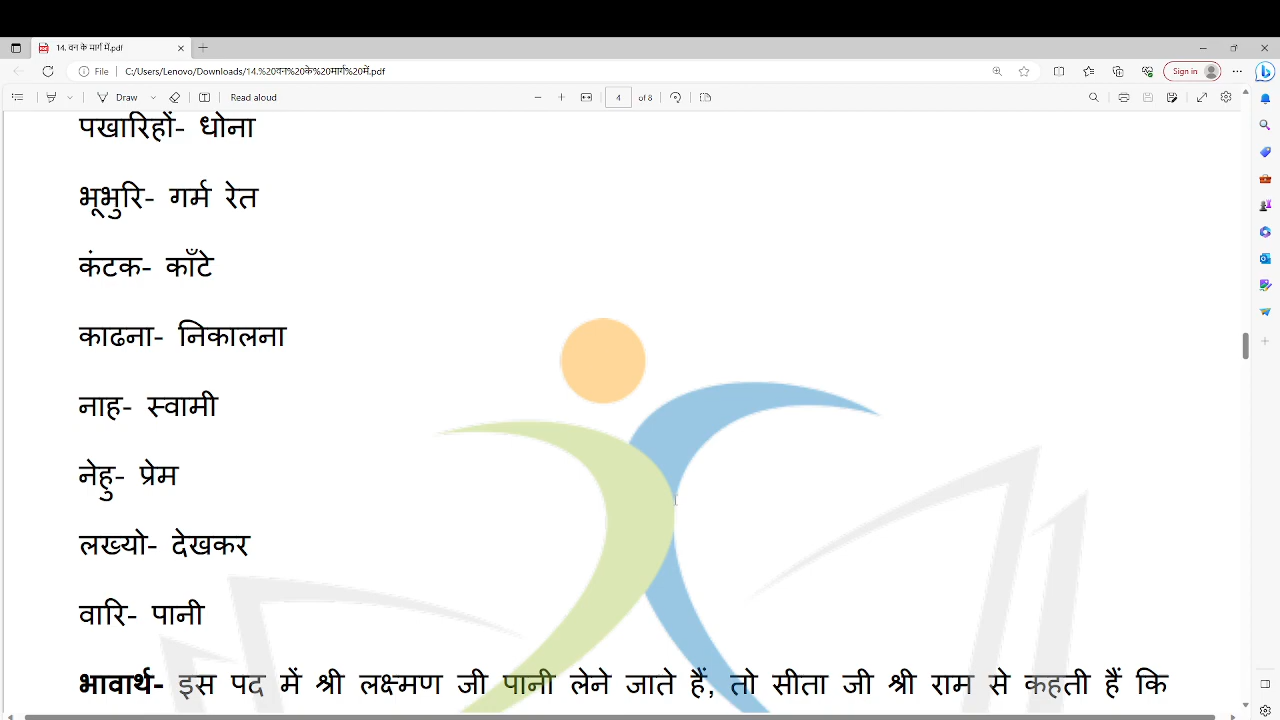 14. वन के मार्ग में.pdf
File C:/Users/Lenovo/Downloads/14.%20वन%20के%20मार्ग%20में.pdf
Sign in
Draw Read aloud 4 of 8
पखारिहों- धोना
भूभुरि- गर्म रेत
कंटक- काँटे
काढना- निकालना
नाह- स्वामी
नेहु- प्रेम
लख्यो- देखकर
वारि- पानी
भावार्थ- इस पद में श्री लक्ष्मण जी पानी लेने जाते हैं, तो सीता जी श्री राम से कहती हैं कि